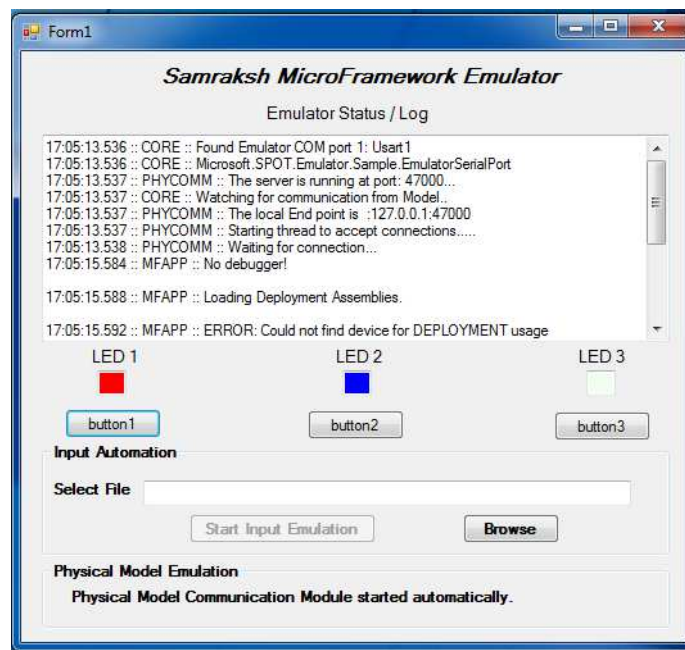 Form1
Samraksh MicroFramework Emulator
Emulator Status / Log
17:05:13.536 :: CORE :: Found Emulator COM port 1: Usart1
17:05:13.536 :: CORE :: Microsoft.SPOT.Emulator.Sample.EmulatorSerialPort
17:05:13.537 :: PHYCOMM :: The server is running at port: 47000...
17:05:13.537 :: CORE :: Watching for communication from Model..
17:05:13.537 :: PHYCOMM :: The local End point is :127.0.0.1:47000
17:05:13.537 :: PHYCOMM :: Starting thread to accept connections.....
17:05:13.538 :: PHYCOMM :: Waiting for connection...
17:05:15.584 :: MFAPP :: No debugger!
17:05:15.588 :: MFAPP :: Loading Deployment Assemblies.
17:05:15.592 :: MFAPP :: ERROR: Could not find device for DEPLOYMENT usage
LED 1 LED 2 LED 3
button1 button2 button3
Input Automation
Select File
Start Input Emulation Browse
Physical Model Emulation
Physical Model Communication Module started automatically.